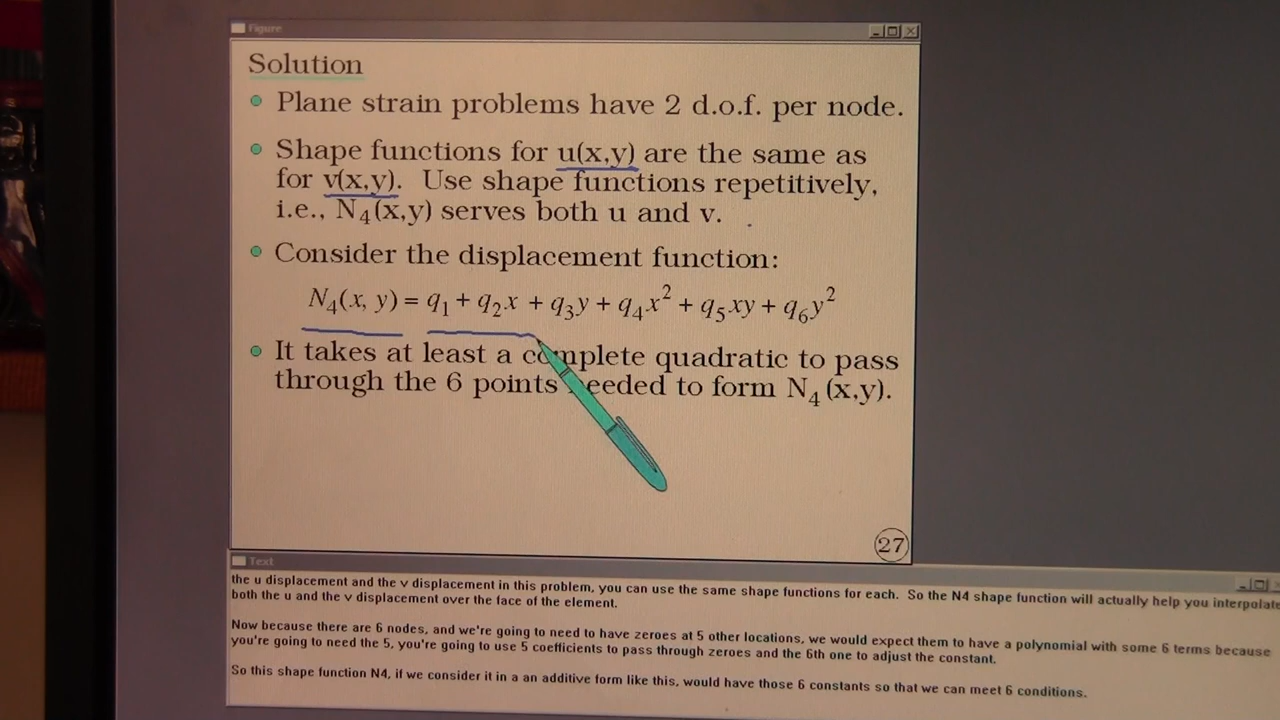 Figure
Solution
Plane strain problems have 2 d.o.f. per node.
Shape functions for u(x,y) are the same as
for v(x,y). Use shape functions repetitively,
i.e., N₄(x,y) serves both u and v.
Consider the displacement function:
N₄(x, y) = q₁ + q₂x + q₃y + q₄x² + q₅xy + q₆y²
It takes at least a complete quadratic to pass
through the 6 points needed to form N₄(x,y).
27
Text
the u displacement and the v displacement in this problem, you can use the same shape functions for each. So the N4 shape function will actually help you interpolate
both the u and the v displacement over the face of the element.
Now because there are 6 nodes, and we're going to need to have zeroes at 5 other locations, we would expect them to have a polynomial with some 6 terms because
you're going to need the 5, you're going to use 5 coefficients to pass through zeroes and the 6th one to adjust the constant.
So this shape function N4, if we consider it in a an additive form like this, would have those 6 constants so that we can meet 6 conditions.